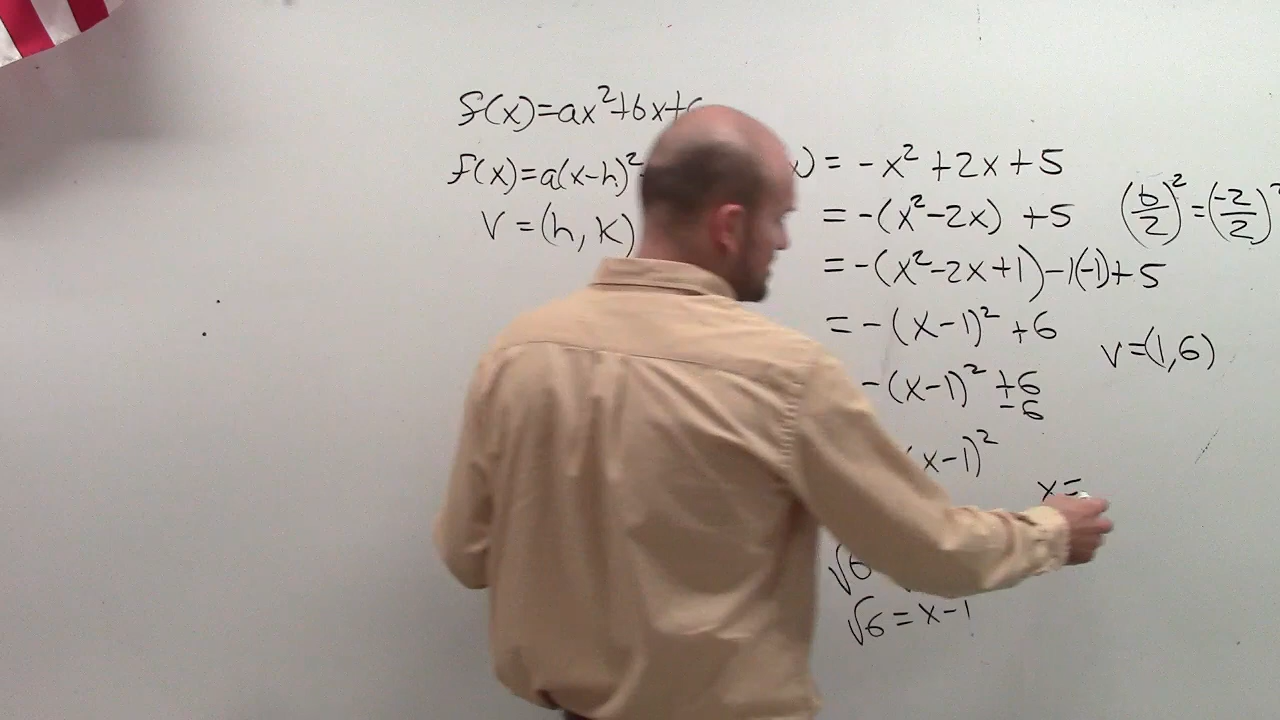 f(x)=ax²+bx+c
f(x)=a(x-h)²
V=(h, k)
x) = -x² +2x+5
= -(x²-2x) +5
(b/2)² = (-2/2)²
= -(x²-2x+1)-1(-1)+5
= -(x-1)² +6
V=(1,6)
-(x-1)² +6
-6
(x-1)²
x=
√6
√6 = x-1